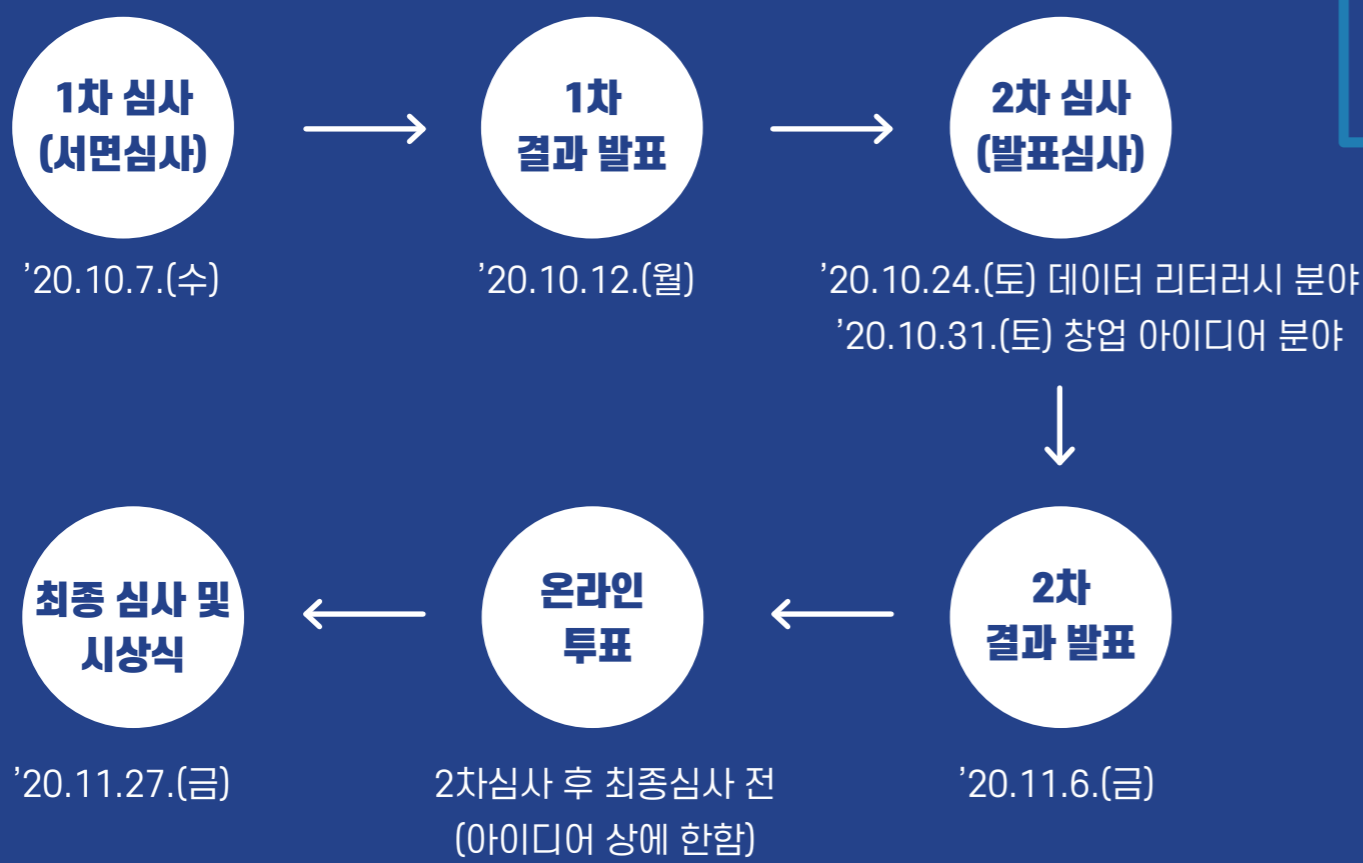 1차 심사
(서면심사)
'20.10.7.(수)
1차
결과 발표
'20.10.12.(월)
2차 심사
(발표심사)
'20.10.24.(토) 데이터 리터러시 분야
'20.10.31.(토) 창업 아이디어 분야
2차
결과 발표
'20.11.6.(금)
온라인
투표
2차심사 후 최종심사 전
(아이디어 상에 한함)
최종 심사 및
시상식
'20.11.27.(금)